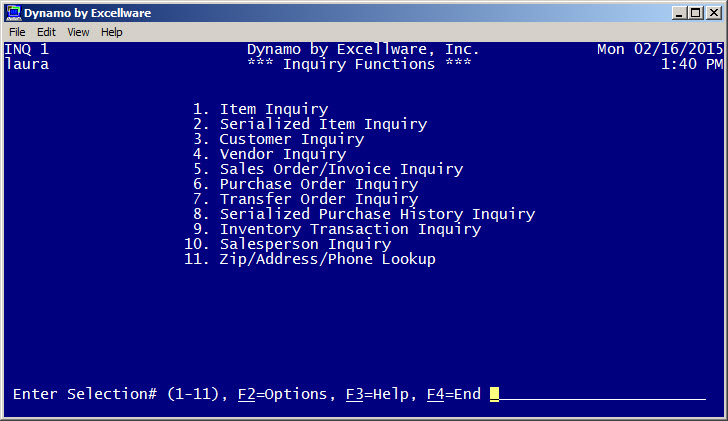 Dynamo by Excellware
File Edit View Help
INQ 1 Dynamo by Excellware, Inc. Mon 02/16/2015
laura *** Inquiry Functions *** 1:40 PM
1. Item Inquiry
2. Serialized Item Inquiry
3. Customer Inquiry
4. Vendor Inquiry
5. Sales Order/Invoice Inquiry
6. Purchase Order Inquiry
7. Transfer Order Inquiry
8. Serialized Purchase History Inquiry
9. Inventory Transaction Inquiry
10. Salesperson Inquiry
11. Zip/Address/Phone Lookup
Enter Selection# (1-11), F2=Options, F3=Help, F4=End